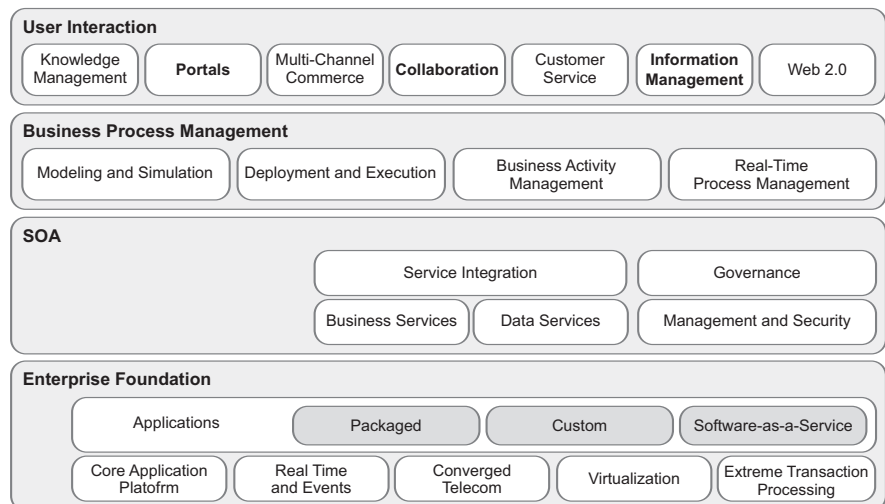 User Interaction
Knowledge
Management
Portals
Multi-Channel
Commerce
Collaboration
Customer
Service
Information
Management
Web 2.0
Business Process Management
Modeling and Simulation
Deployment and Execution
Business Activity
Management
Real-Time
Process Management
SOA
Service Integration
Governance
Business Services
Data Services
Management and Security
Enterprise Foundation
Applications
Packaged
Custom
Software-as-a-Service
Core Application
Platofrm
Real Time
and Events
Converged
Telecom
Virtualization
Extreme Transaction
Processing